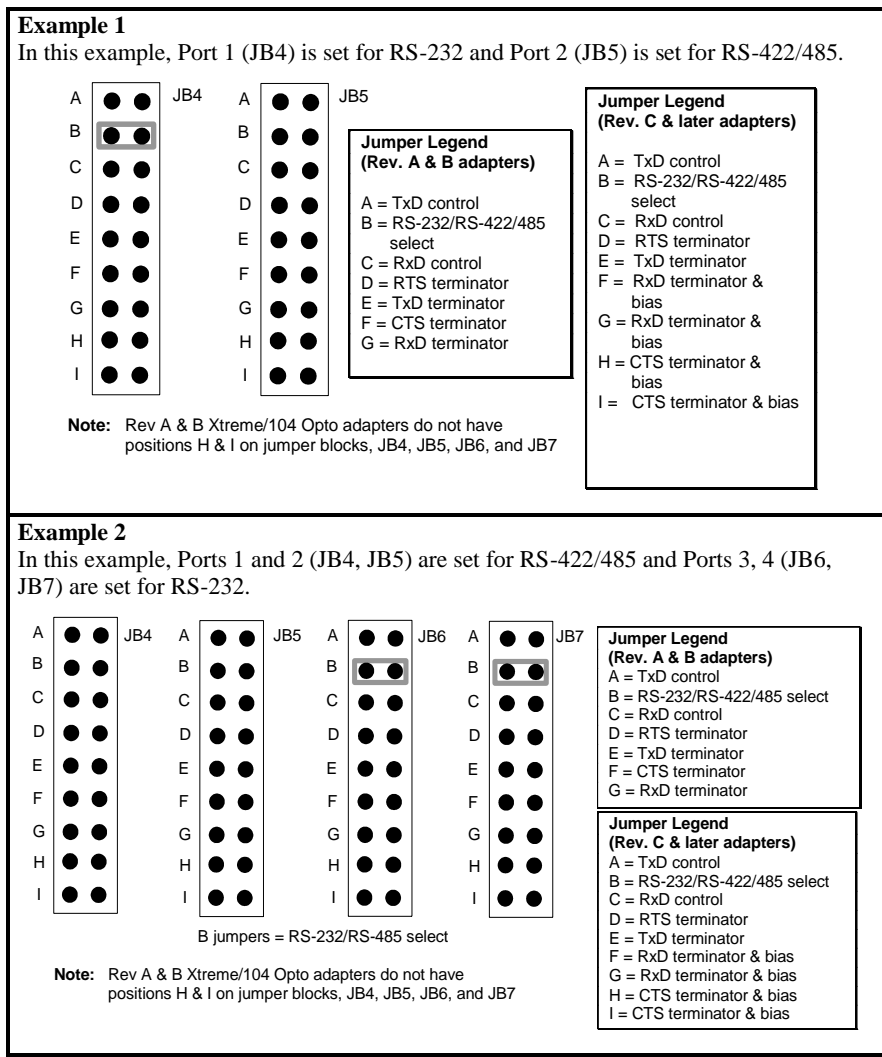 Example 1
In this example, Port 1 (JB4) is set for RS-232 and Port 2 (JB5) is set for RS-422/485.
A JB4
B
C
D
E
F
G
H
I
A JB5
B
C
D
E
F
G
H
I
Jumper Legend
(Rev. A & B adapters)
A = TxD control
B = RS-232/RS-422/485
select
C = RxD control
D = RTS terminator
E = TxD terminator
F = CTS terminator
G = RxD terminator
Jumper Legend
(Rev. C & later adapters)
A = TxD control
B = RS-232/RS-422/485
select
C = RxD control
D = RTS terminator
E = TxD terminator
F = RxD terminator &
bias
G = RxD terminator &
bias
H = CTS terminator &
bias
I = CTS terminator & bias
Note: Rev A & B Xtreme/104 Opto adapters do not have
positions H & I on jumper blocks, JB4, JB5, JB6, and JB7
Example 2
In this example, Ports 1 and 2 (JB4, JB5) are set for RS-422/485 and Ports 3, 4 (JB6,
JB7) are set for RS-232.
A JB4
B
C
D
E
F
G
H
I
A JB5
B
C
D
E
F
G
H
I
A JB6
B
C
D
E
F
G
H
I
A JB7
B
C
D
E
F
G
H
I
B jumpers = RS-232/RS-485 select
Note: Rev A & B Xtreme/104 Opto adapters do not have
positions H & I on jumper blocks, JB4, JB5, JB6, and JB7
Jumper Legend
(Rev. A & B adapters)
A = TxD control
B = RS-232/RS-422/485 select
C = RxD control
D = RTS terminator
E = TxD terminator
F = CTS terminator
G = RxD terminator
Jumper Legend
(Rev. C & later adapters)
A = TxD control
B = RS-232/RS-422/485 select
C = RxD control
D = RTS terminator
E = TxD terminator
F = RxD terminator & bias
G = RxD terminator & bias
H = CTS terminator & bias
I = CTS terminator & bias